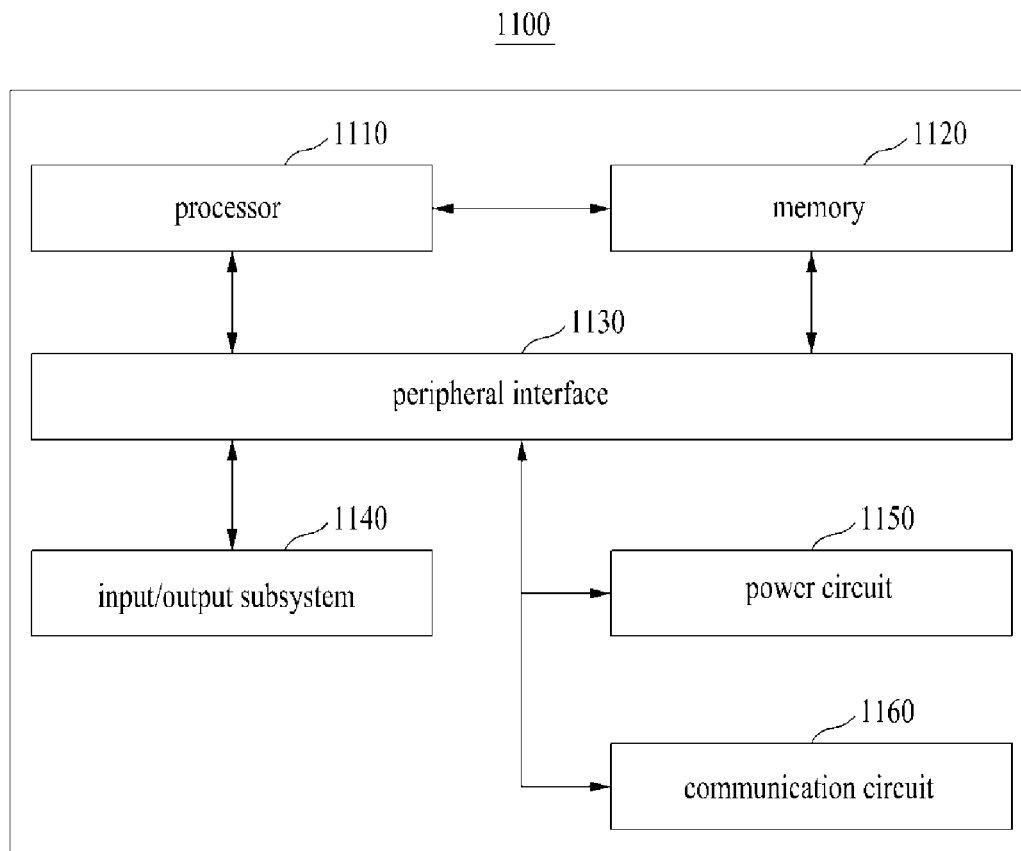 1100
1110
1120
processor
memory
1130
peripheral interface
1140
1150
input/output subsystem
power circuit
1160
communication circuit